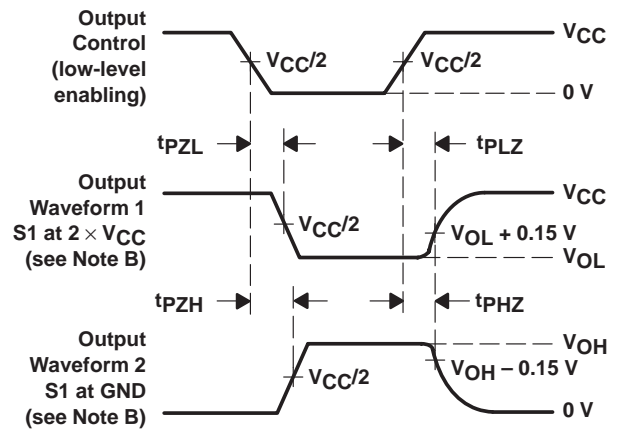 Output
Control
(low-level
enabling)
VCC/2
VCC/2
VCC
0 V
tPZL
tPLZ
Output
Waveform 1
S1 at 2 × VCC
(see Note B)
VCC/2
VCC
VOL + 0.15 V
VOL
tPZH
tPHZ
Output
Waveform 2
S1 at GND
(see Note B)
VCC/2
VOH
VOH – 0.15 V
0 V